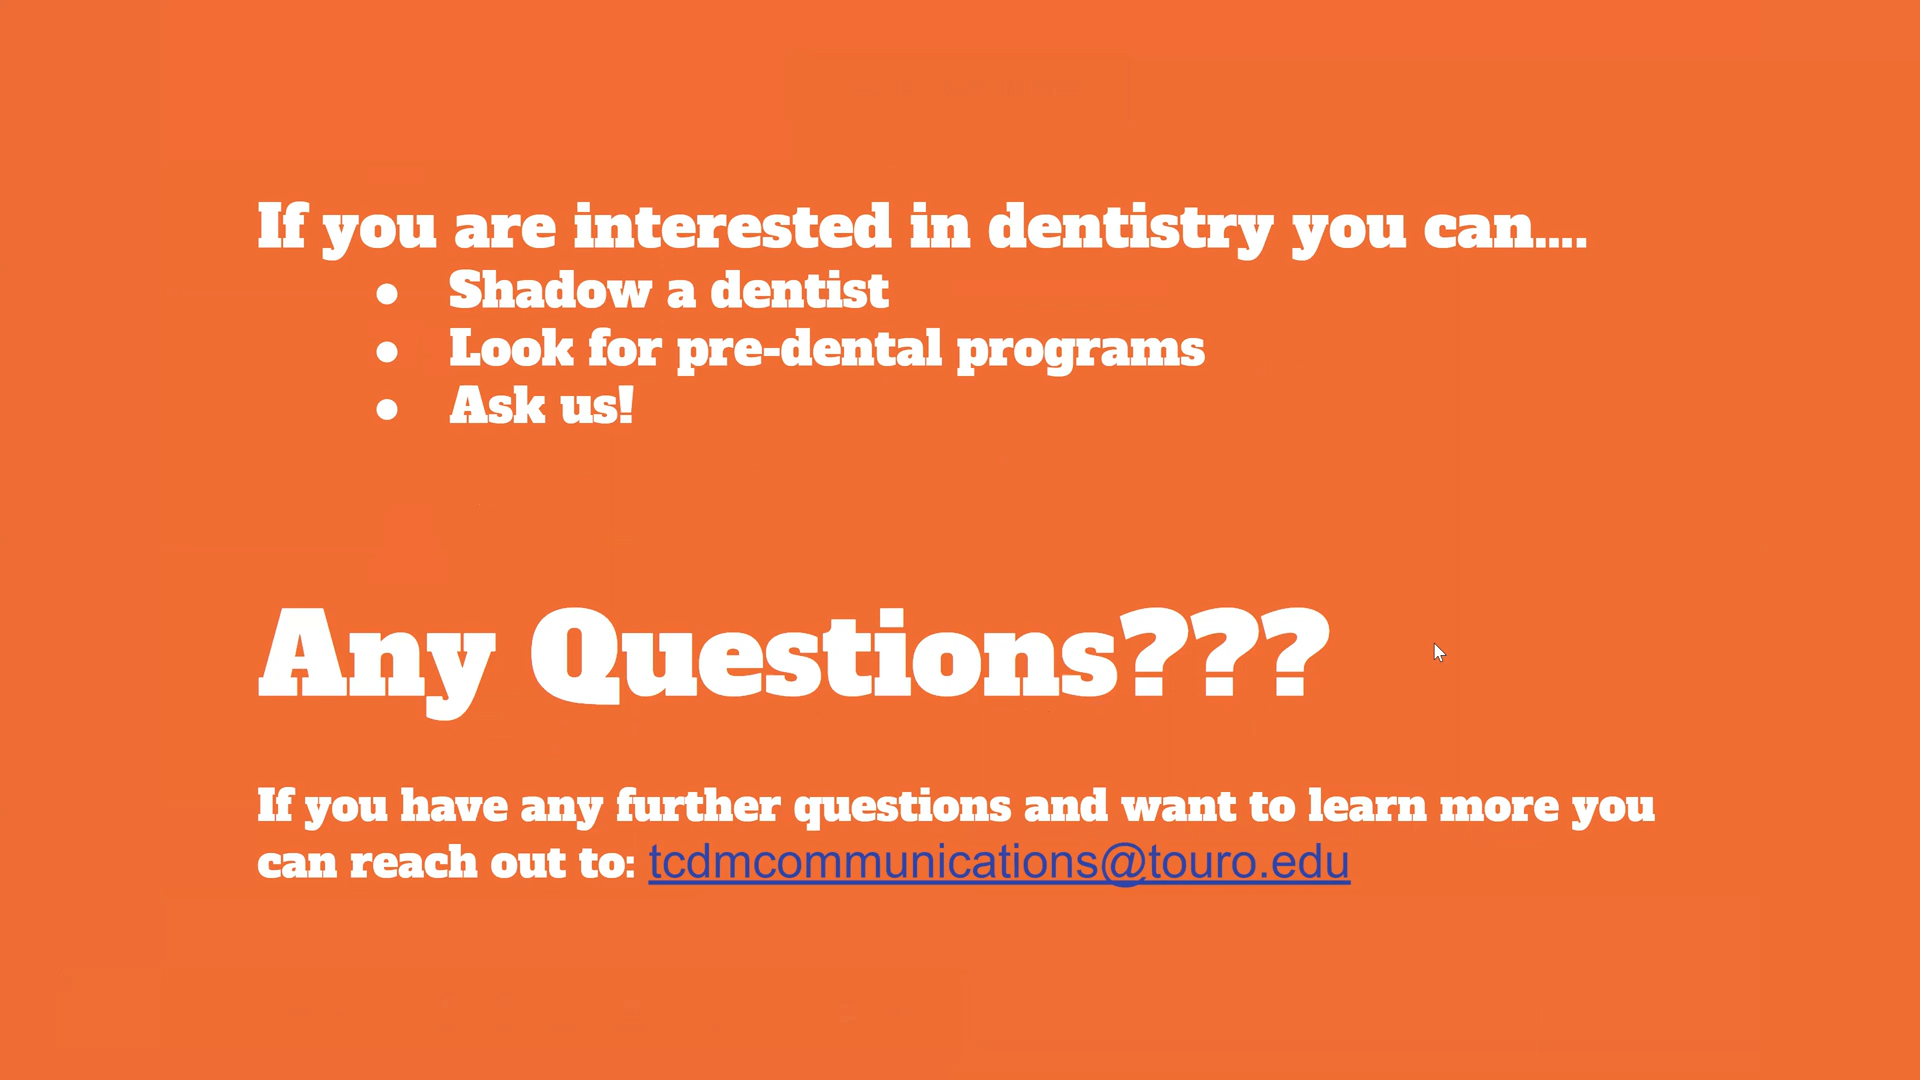 If you are interested in dentistry you can....
● Shadow a dentist
● Look for pre-dental programs
● Ask us!
Any Questions???
If you have any further questions and want to learn more you
can reach out to: tcdmcommunications@touro.edu